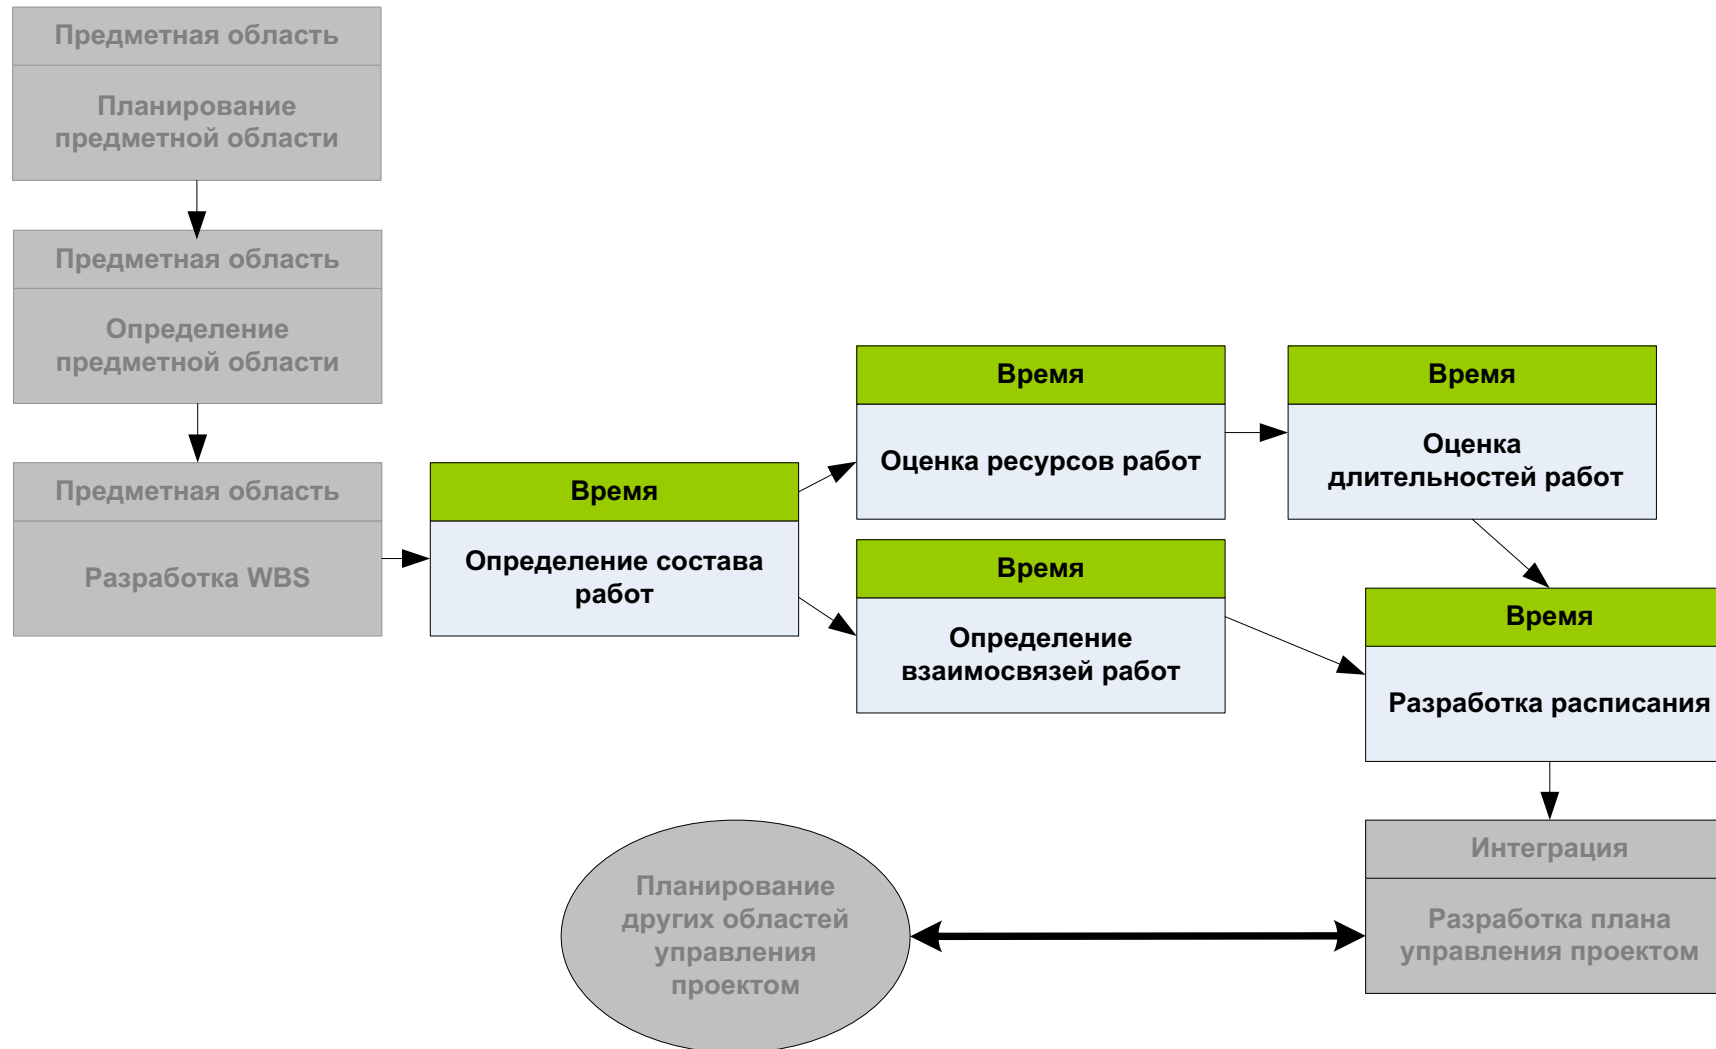 Предметная область
Планирование
предметной области
Предметная область
Определение
предметной области
Предметная область
Разработка WBS
Время
Определение состава
работ
Время
Оценка ресурсов работ
Время
Оценка
длительностей работ
Время
Определение
взаимосвязей работ
Время
Разработка расписания
Интеграция
Разработка плана
управления проектом
Планирование
других областей
управления
проектом